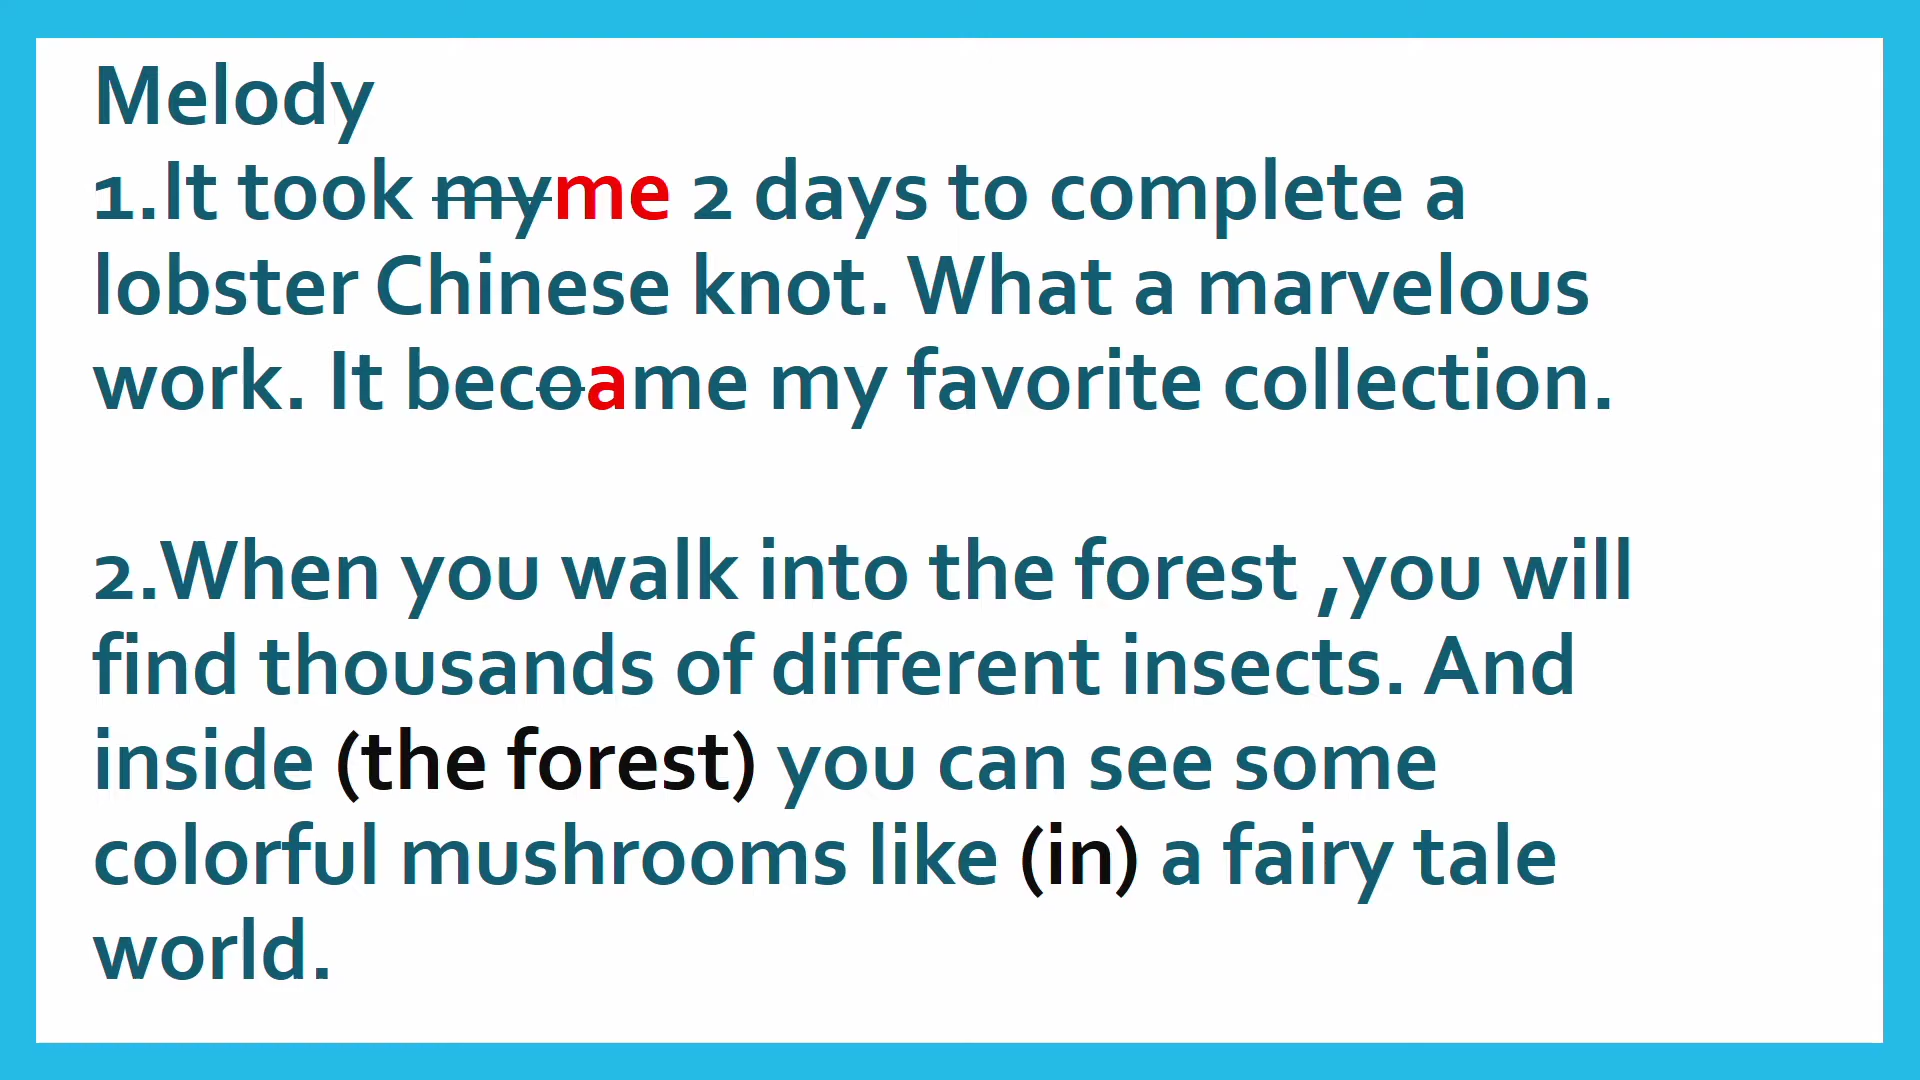 Melody
1.It took myme 2 days to complete a
lobster Chinese knot. What a marvelous
work. It becoame my favorite collection.
2.When you walk into the forest ,you will
find thousands of different insects. And
inside (the forest) you can see some
colorful mushrooms like (in) a fairy tale
world.